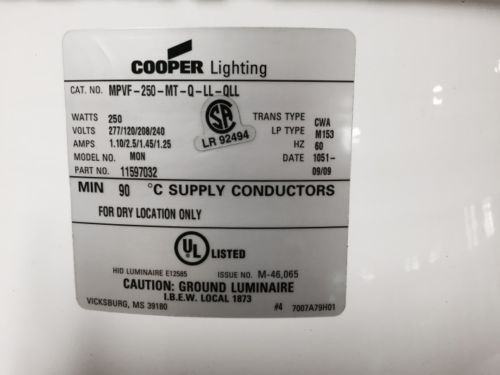 COOPER Lighting
CAT. NO. MPVF-250-MT-Q-LL-QLL
WATTS 250 TRANS TYPE CWA
VOLTS 277/120/208/240 SA LP TYPE M153
AMPS 1.10/2.5/1.45/1.25 LR 92494 HZ 60
MODEL NO. MON DATE 1051-
PART NO. 11597032 09/09
MIN 90 °C SUPPLY CONDUCTORS
FOR DRY LOCATION ONLY
UL LISTED
HID LUMINAIRE E12585 ISSUE NO. M-46,065
CAUTION: GROUND LUMINAIRE
I.B.E.W. LOCAL 1873
VICKSBURG, MS 39180 #4 7007A79H01